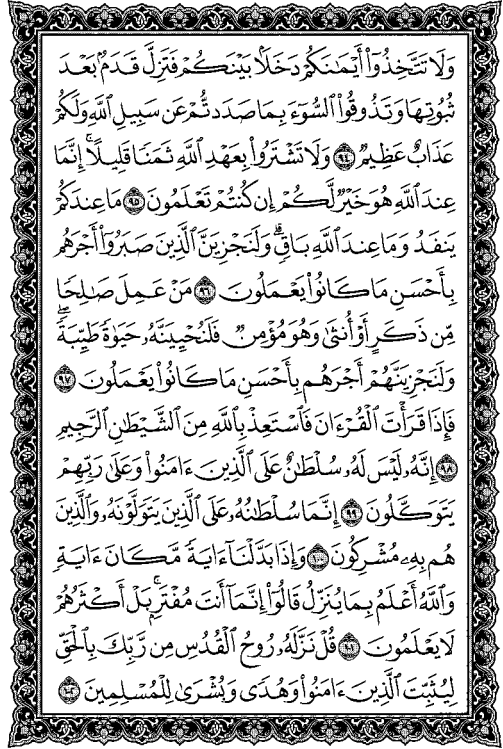 وَلَا تَتَّخِذُوٓا۟ أَيْمَٰنَكُمْ دَخَلًۢا بَيْنَكُمْ فَتَزِلَّ قَدَمٌۢ بَعْدَ
ثُبُوتِهَا وَتَذُوقُوا۟ ٱلسُّوٓءَ بِمَا صَدَدتُّمْ عَن سَبِيلِ ٱللَّهِ وَلَكُمْ
عَذَابٌ عَظِيمٌ ۝٩٤ وَلَا تَشْتَرُوا۟ بِعَهْدِ ٱللَّهِ ثَمَنًا قَلِيلًا ۚ إِنَّمَا
عِندَ ٱللَّهِ هُوَ خَيْرٌ لَّكُمْ إِن كُنتُمْ تَعْلَمُونَ ۝٩٥ مَا عِندَكُمْ
يَنفَدُ وَمَا عِندَ ٱللَّهِ بَاقٍ ۗ وَلَنَجْزِيَنَّ ٱلَّذِينَ صَبَرُوٓا۟ أَجْرَهُم
بِأَحْسَنِ مَا كَانُوا۟ يَعْمَلُونَ ۝٩٦ مَنْ عَمِلَ صَٰلِحًا
مِّن ذَكَرٍ أَوْ أُنثَىٰ وَهُوَ مُؤْمِنٌ فَلَنُحْيِيَنَّهُۥ حَيَوٰةً طَيِّبَةً ۖ
وَلَنَجْزِيَنَّهُمْ أَجْرَهُم بِأَحْسَنِ مَا كَانُوا۟ يَعْمَلُونَ ۝٩٧
فَإِذَا قَرَأْتَ ٱلْقُرْءَانَ فَٱسْتَعِذْ بِٱللَّهِ مِنَ ٱلشَّيْطَٰنِ ٱلرَّجِيمِ
۝٩٨ إِنَّهُۥ لَيْسَ لَهُۥ سُلْطَٰنٌ عَلَى ٱلَّذِينَ ءَامَنُوا۟ وَعَلَىٰ رَبِّهِمْ
يَتَوَكَّلُونَ ۝٩٩ إِنَّمَا سُلْطَٰنُهُۥ عَلَى ٱلَّذِينَ يَتَوَلَّوْنَهُۥ وَٱلَّذِينَ
هُم بِهِۦ مُشْرِكُونَ ۝١٠٠ وَإِذَا بَدَّلْنَآ ءَايَةً مَّكَانَ ءَايَةٍ ۙ
وَٱللَّهُ أَعْلَمُ بِمَا يُنَزِّلُ قَالُوٓا۟ إِنَّمَآ أَنتَ مُفْتَرٍۭ ۚ بَلْ أَكْثَرُهُمْ
لَا يَعْلَمُونَ ۝١٠١ قُلْ نَزَّلَهُۥ رُوحُ ٱلْقُدُسِ مِن رَّبِّكَ بِٱلْحَقِّ
لِيُثَبِّتَ ٱلَّذِينَ ءَامَنُوا۟ وَهُدًى وَبُشْرَىٰ لِلْمُسْلِمِينَ ۝١٠٢